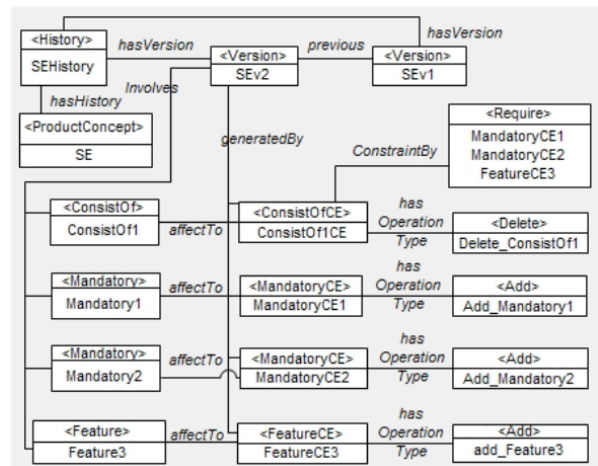 hasVersion
<History>
SEHistory
hasVersion
<Version>
SEv2
previous
<Version>
SEv1
Involves
hasHistory
<ProductConcept>
SE
generatedBy
ConstraintBy
<Require>
MandatoryCE1
MandatoryCE2
FeatureCE3
<ConsistOf>
ConsistOf1
affectTo
<ConsistOfCE>
ConsistOf1CE
has
Operation
Type
<Delete>
Delete_ConsistOf1
<Mandatory>
Mandatory1
affectTo
<MandatoryCE>
MandatoryCE1
has
Operation
Type
<Add>
Add_Mandatory1
<Mandatory>
Mandatory2
affectTo
<MandatoryCE>
MandatoryCE2
has
Operation
Type
<Add>
Add_Mandatory2
<Feature>
Feature3
affectTo
<FeatureCE>
FeatureCE3
has
Operation
Type
<Add>
add_Feature3